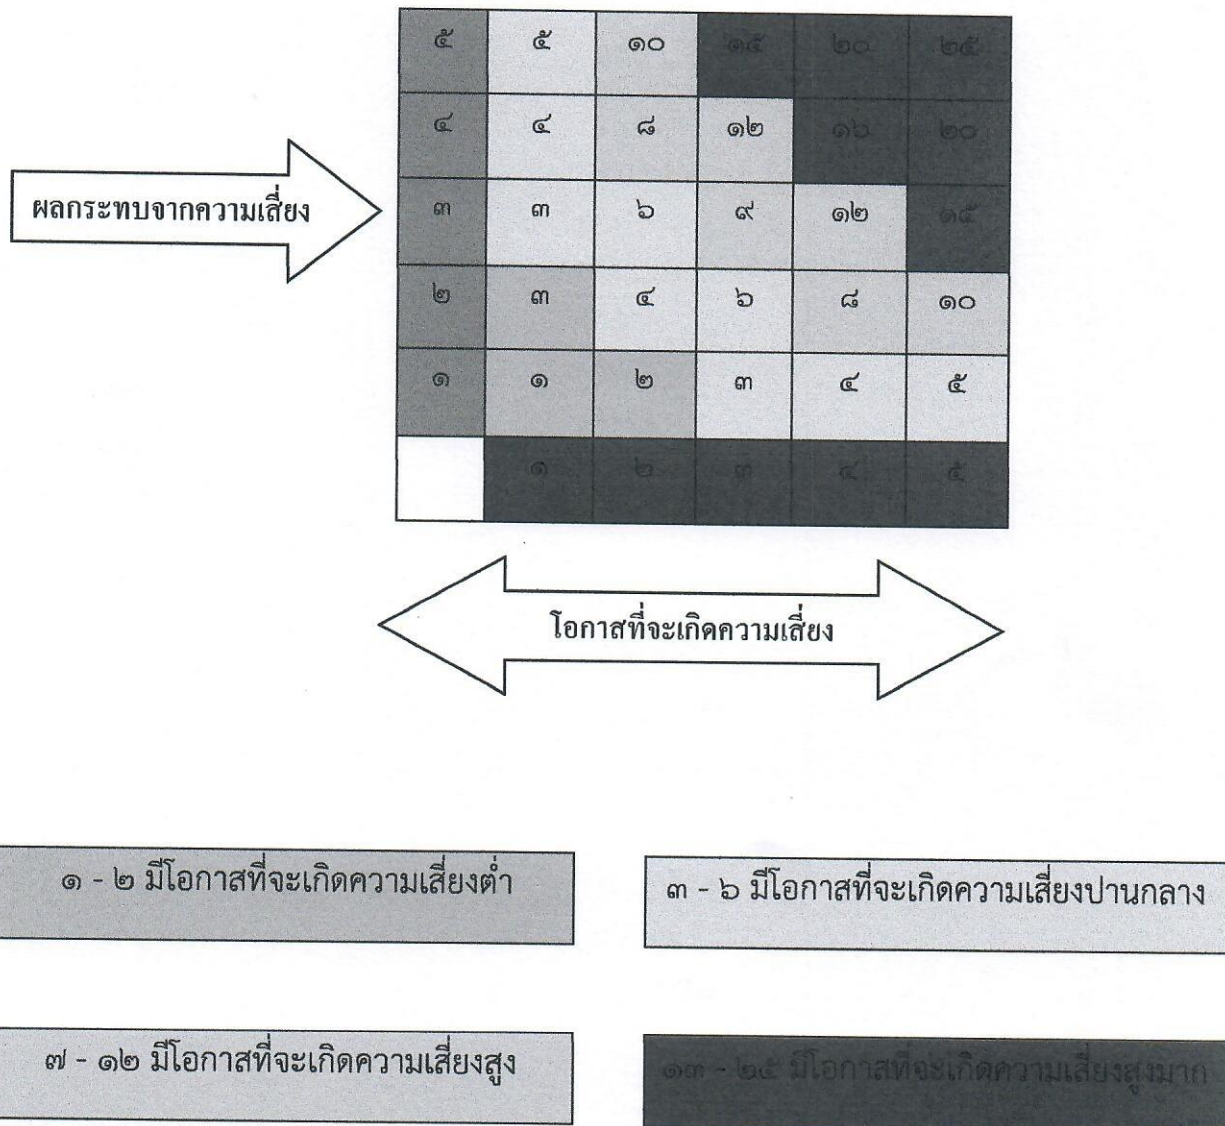 ๕ ๕ ๑๐ ๑๕ ๒๐ ๒๕
๔ ๔ ๘ ๑๒ ๑๖ ๒๐
ผลกระทบจากความเสี่ยง
๓ ๓ ๖ ๙ ๑๒ ๑๕
๒ ๓ ๔ ๖ ๘ ๑๐
๑ ๑ ๒ ๓ ๔ ๕
๑ ๒ ๓ ๔ ๕
โอกาสที่จะเกิดความเสี่ยง
๑ - ๒ มีโอกาสที่จะเกิดความเสี่ยงต่ำ
๓ - ๖ มีโอกาสที่จะเกิดความเสี่ยงปานกลาง
๗ - ๑๒ มีโอกาสที่จะเกิดความเสี่ยงสูง
๑๓ - ๒๕ มีโอกาสที่จะเกิดความเสี่ยงสูงมาก